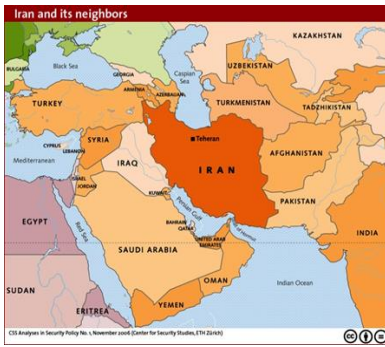 Iran and its neighbors
KAZAKHSTAN
Black Sea
Caspian
Sea
UZBEKISTAN
BULGARIA
GEORGIA
ARMENIA
AZERBAIJAN
TURKMENISTAN
TADZHIKISTAN
TURKEY
Teheran
CYPRUS
LEBANON
SYRIA
Mediterranean
IRAQ
IRAN
AFGHANISTAN
ISRAEL
JORDAN
KUWAIT
PAKISTAN
EGYPT
Persian Gulf
BAHRAIN
QATAR
INDIA
Red Sea
SAUDI ARABIA
UNITED ARAB
EMIRATES
OMAN
Indian Ocean
SUDAN
YEMEN
ERITREA
CSS Analyses in Security Policy No. 1, November 2006 (Center for Security Studies, ETH Zürich)
cc